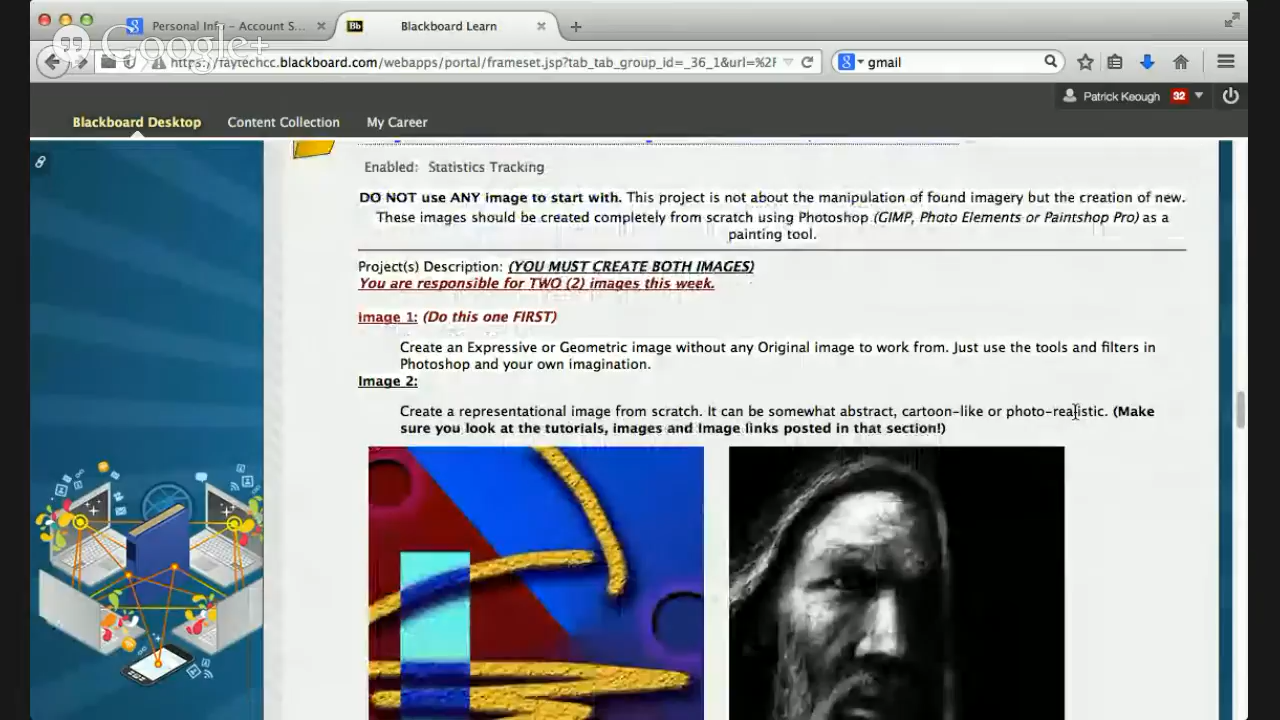 Personal Info – Account S...
Blackboard Learn
Google+
faytechcc.blackboard.com/webapps/portal/frameset.jsp?tab_tab_group_id=_36_1&url=%2F
gmail
Patrick Keough 32
Blackboard Desktop Content Collection My Career
Enabled: Statistics Tracking
DO NOT use ANY image to start with. This project is not about the manipulation of found imagery but the creation of new.
These images should be created completely from scratch using Photoshop (GIMP, Photo Elements or Paintshop Pro) as a
painting tool.
Project(s) Description: (YOU MUST CREATE BOTH IMAGES)
You are responsible for TWO (2) images this week.
Image 1: (Do this one FIRST)
Create an Expressive or Geometric image without any Original image to work from. Just use the tools and filters in
Photoshop and your own imagination.
Image 2:
Create a representational image from scratch. It can be somewhat abstract, cartoon-like or photo-realistic. (Make
sure you look at the tutorials, images and Image links posted in that section!)